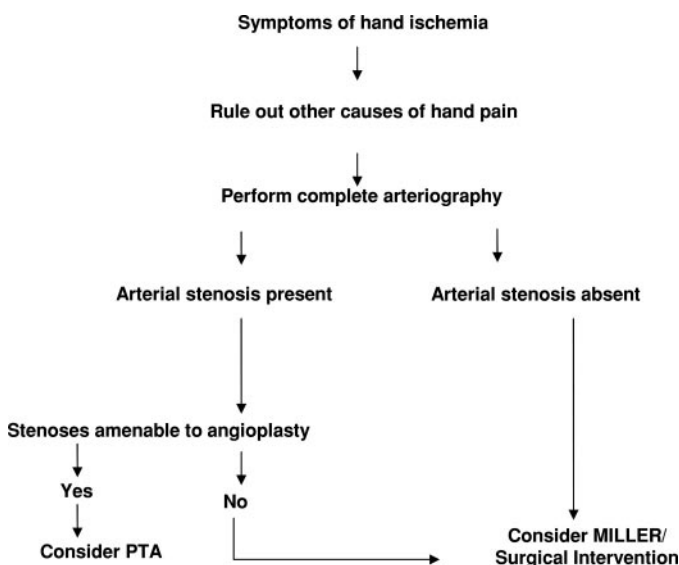 Symptoms of hand ischemia
Rule out other causes of hand pain
Perform complete arteriography
Arterial stenosis present
Arterial stenosis absent
Stenoses amenable to angioplasty
Yes
No
Consider PTA
Consider MILLER/
Surgical Intervention